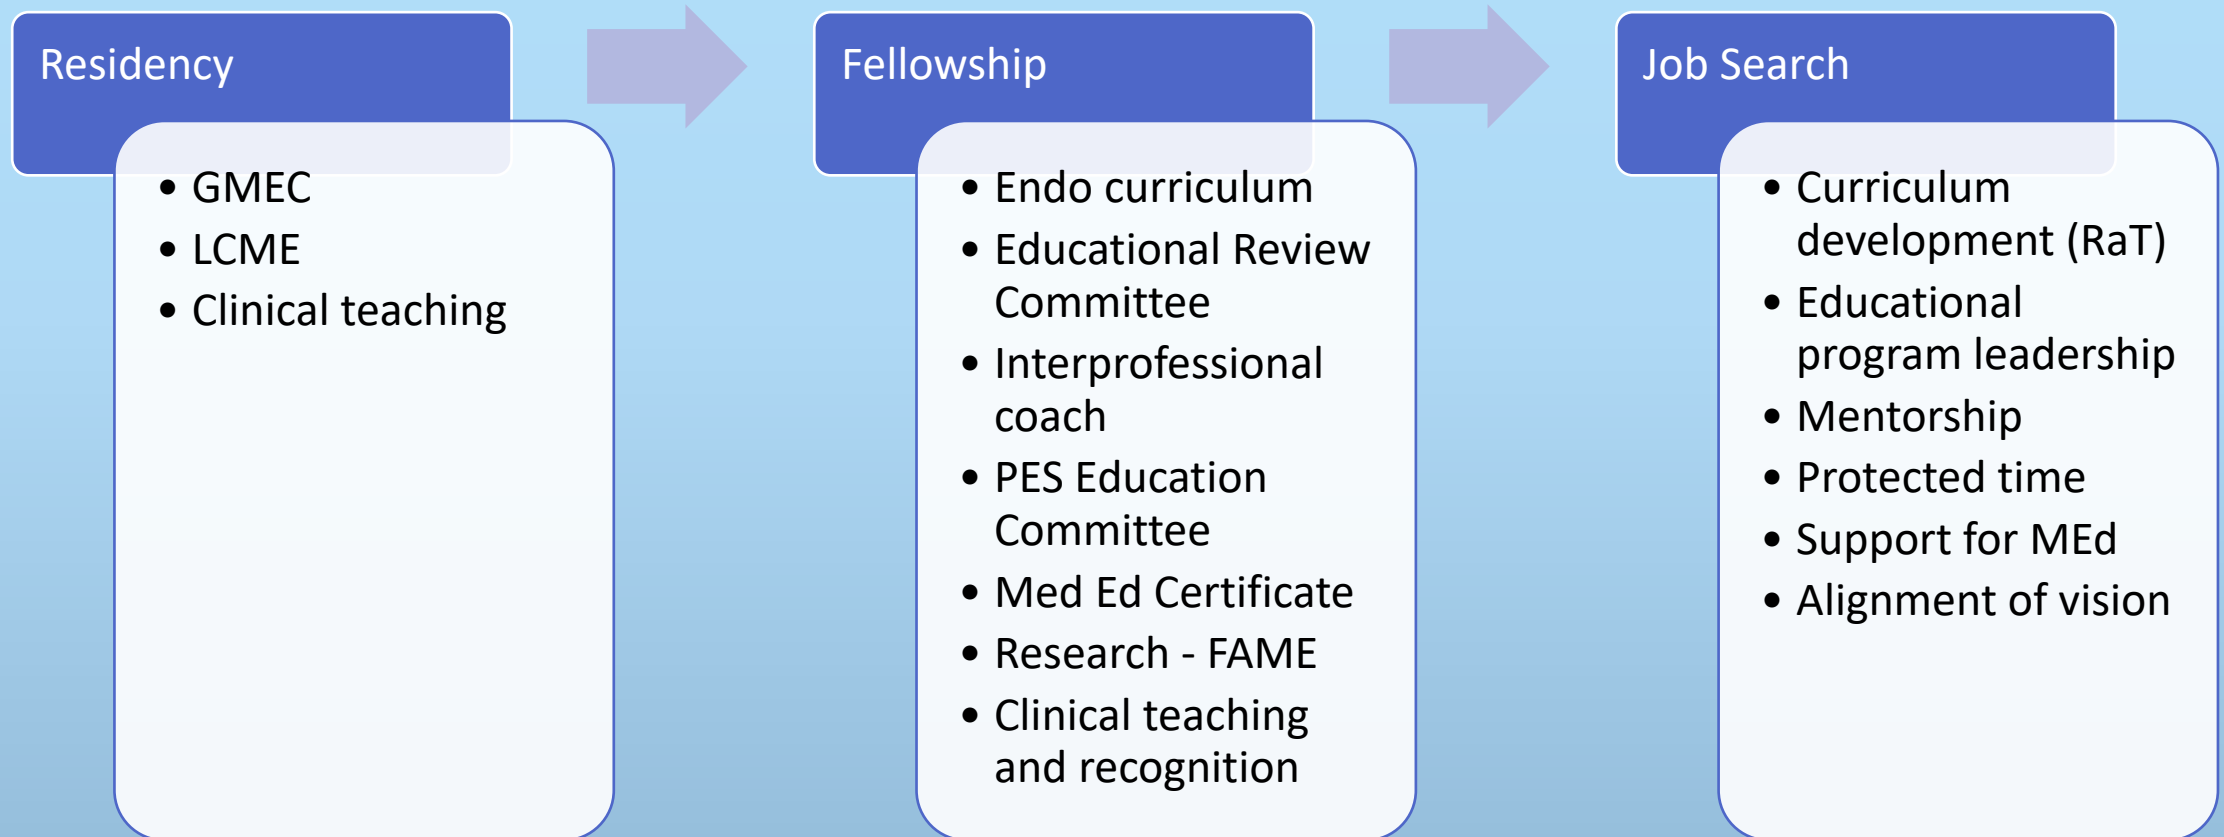 Residency
• GMEC
• LCME
• Clinical teaching
Fellowship
• Endo curriculum
• Educational Review
Committee
• Interprofessional
coach
• PES Education
Committee
• Med Ed Certificate
• Research - FAME
• Clinical teaching
and recognition
Job Search
• Curriculum
development (RaT)
• Educational
program leadership
• Mentorship
• Protected time
• Support for MEd
• Alignment of vision